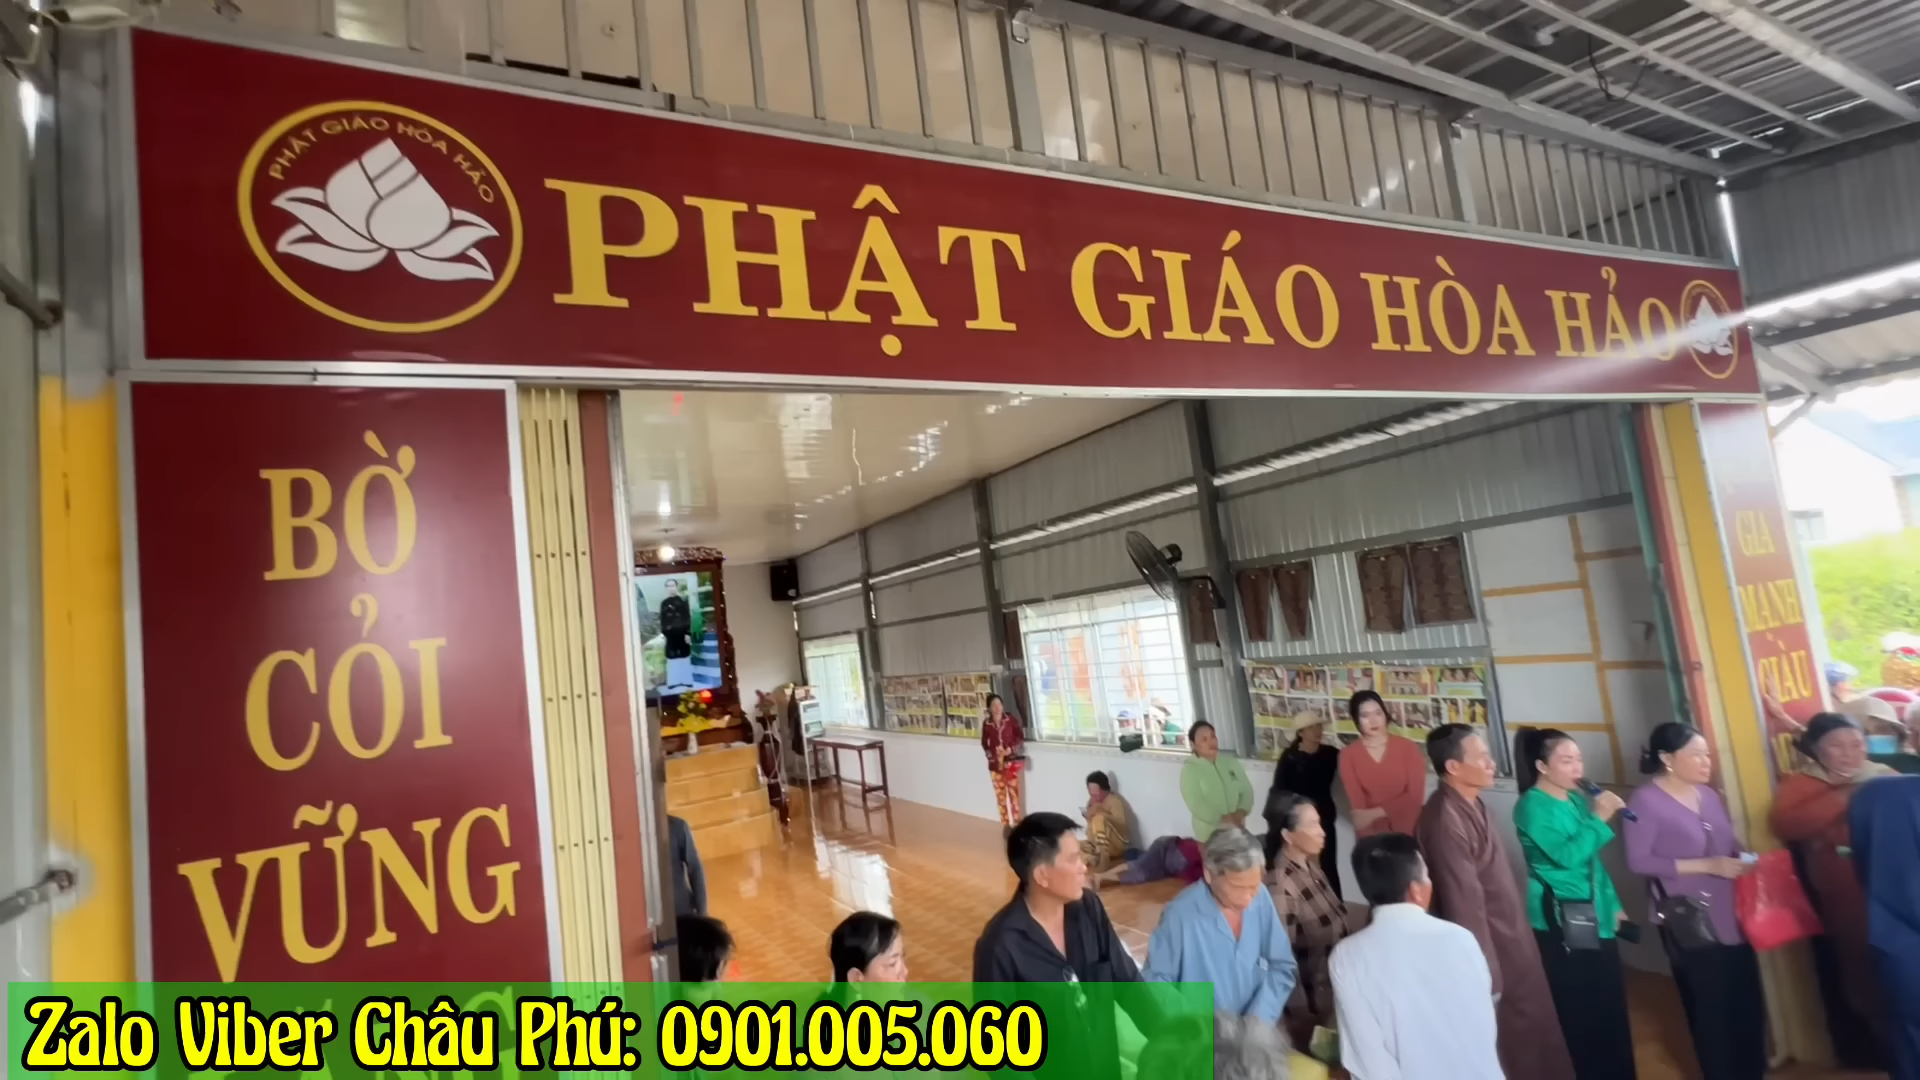 PHẬT GIÁO HÒA HẢO
PHẬT GIÁO HÒA HẢO
BỜ
CỎI
VỮNG
GIA
MẠNH
GIÀU
Zalo Viber Châu Phú: 0901.005.060